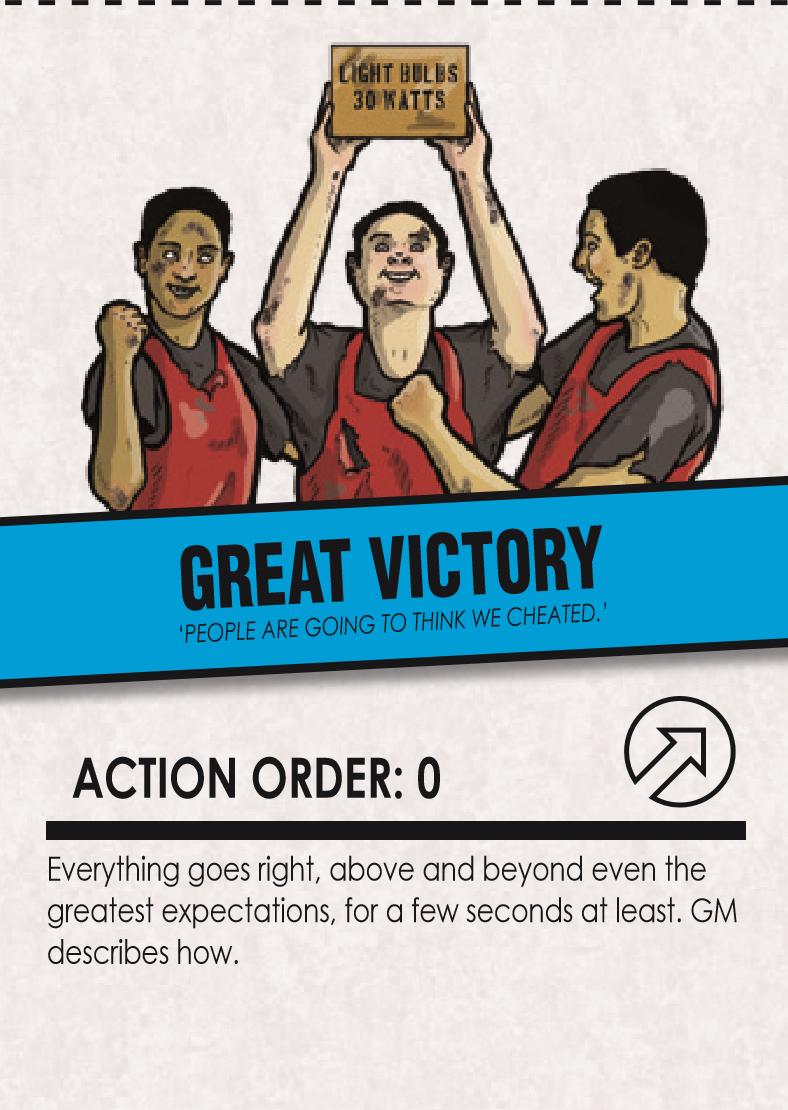 LIGHT BULBS
30 WATTS
GREAT VICTORY
‘PEOPLE ARE GOING TO THINK WE CHEATED.’
ACTION ORDER: 0
Everything goes right, above and beyond even the
greatest expectations, for a few seconds at least. GM
describes how.